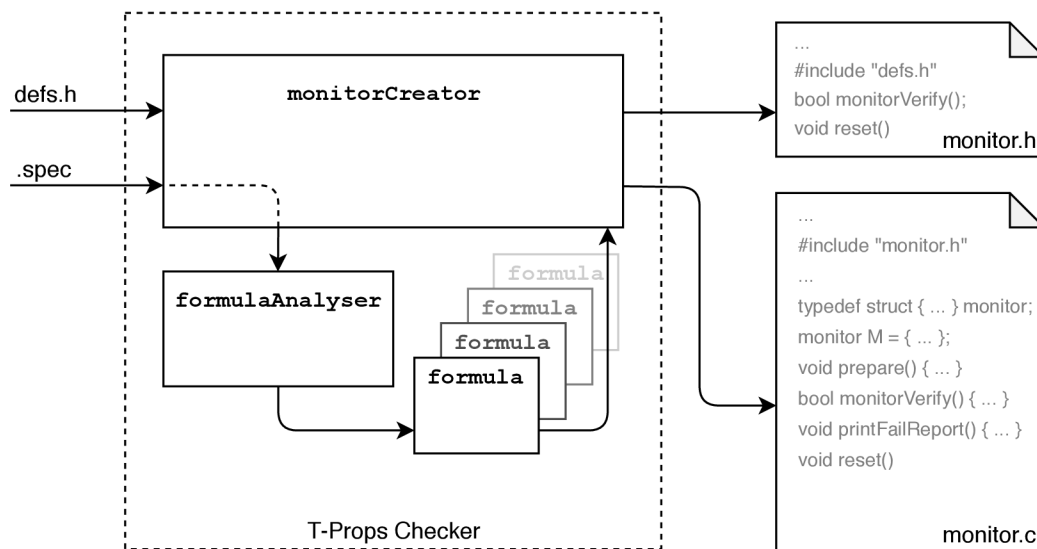 defs.h
.spec
monitorCreator
formulaAnalyser
formula
formula
formula
formula
T-Props Checker
...
#include "defs.h"
bool monitorVerify();
void reset()
monitor.h
...
#include "monitor.h"
...
typedef struct { ... } monitor;
monitor M = { ... };
void prepare() { ... }
bool monitorVerify() { ... }
void printFailReport() { ... }
void reset()
monitor.c